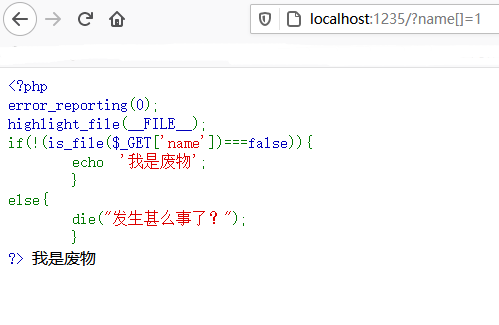 localhost:1235/?name[]=1
<?php
error_reporting(0);
highlight_file(__FILE__);
if(!(is_file($_GET['name'])===false)){
echo '我是废物';
}
else{
die("发生甚么事了？");
}
?> 我是废物